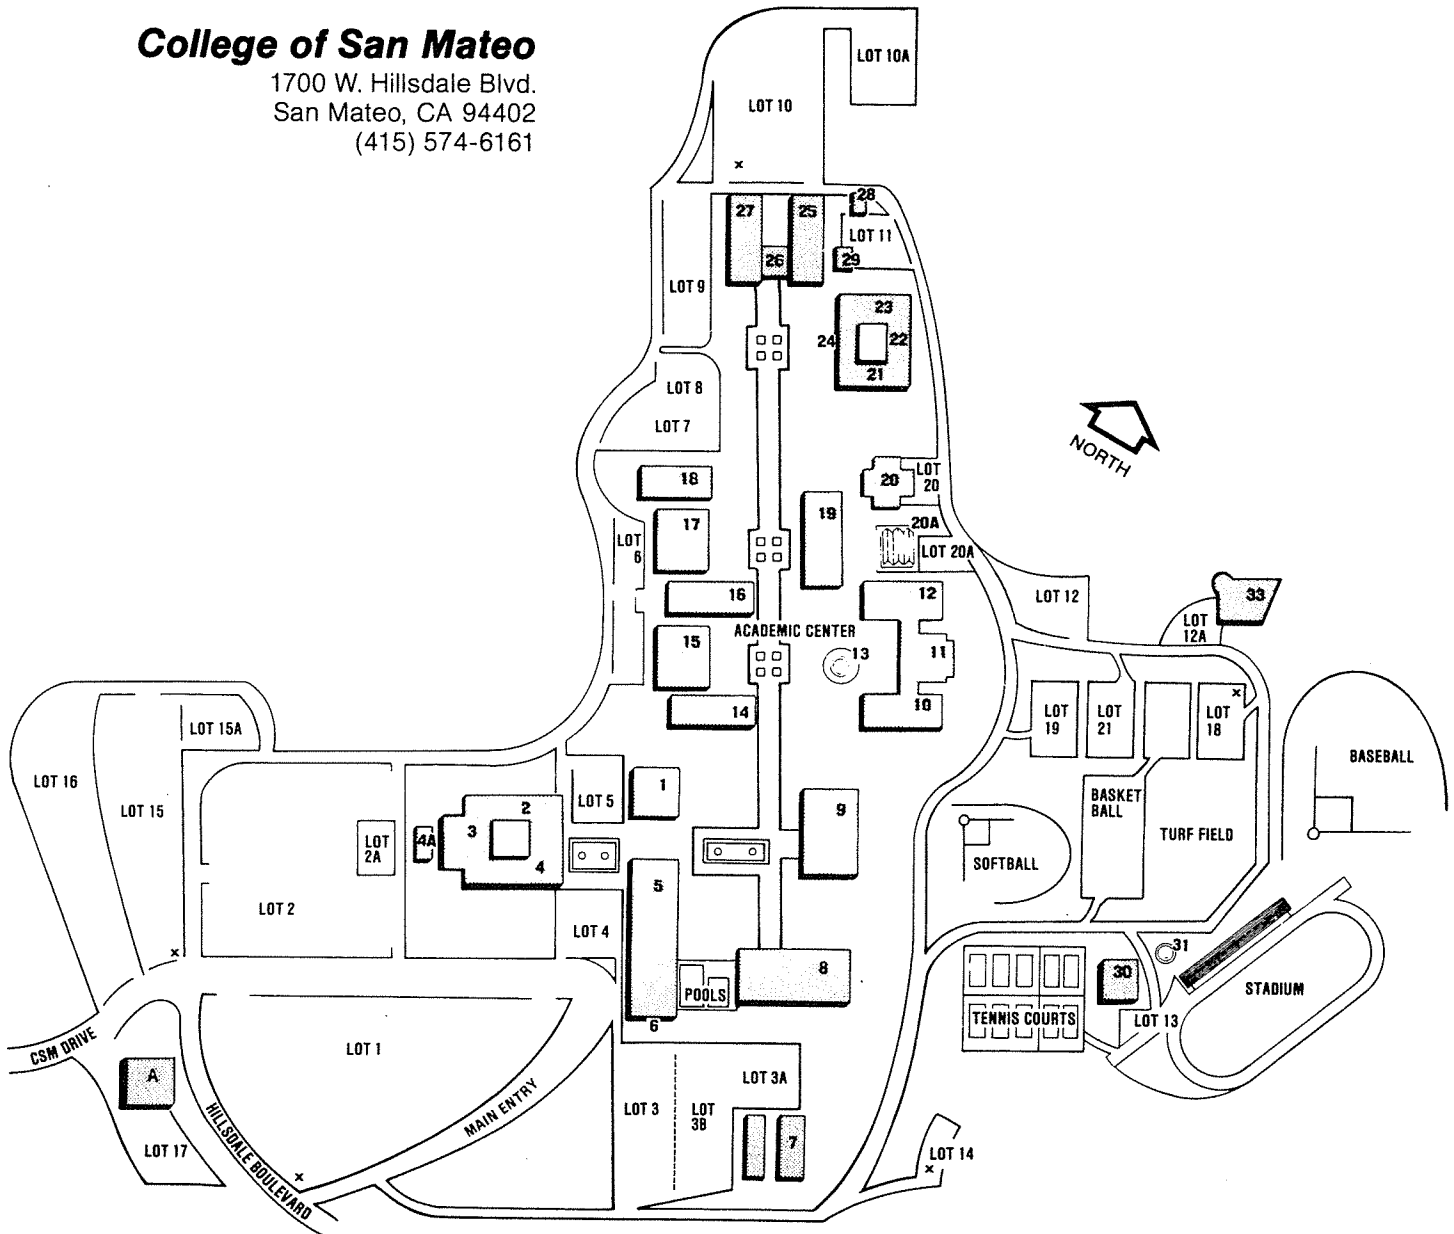 College of San Mateo
1700 W. Hillsdale Blvd.
San Mateo, CA 94402
(415) 574-6161
LOT 10A
LOT 10
x
28
27
25
LOT 11
26
29
LOT 9
23
24
22
21
LOT 8
LOT 7
NORTH
18
20
LOT
20
19
17
20A
LOT
6
LOT 20A
16
12
LOT 12
33
LOT
12A
ACADEMIC CENTER
15
13
11
14
10
LOT
19
LOT
21
x
LOT
18
LOT 15A
LOT 16
LOT 15
BASEBALL
1
LOT 5
2
3
4A
4
LOT
2A
9
BASKET
BALL
TURF FIELD
SOFTBALL
5
LOT 2
LOT 4
x
31
8
30
POOLS
STADIUM
6
TENNIS COURTS
LOT 13
CSM DRIVE
LOT 1
A
LOT 3A
MAIN ENTRY
LOT 3
LOT
3B
7
HILLSDALE BOULEVARD
LOT 17
LOT 14
x
x